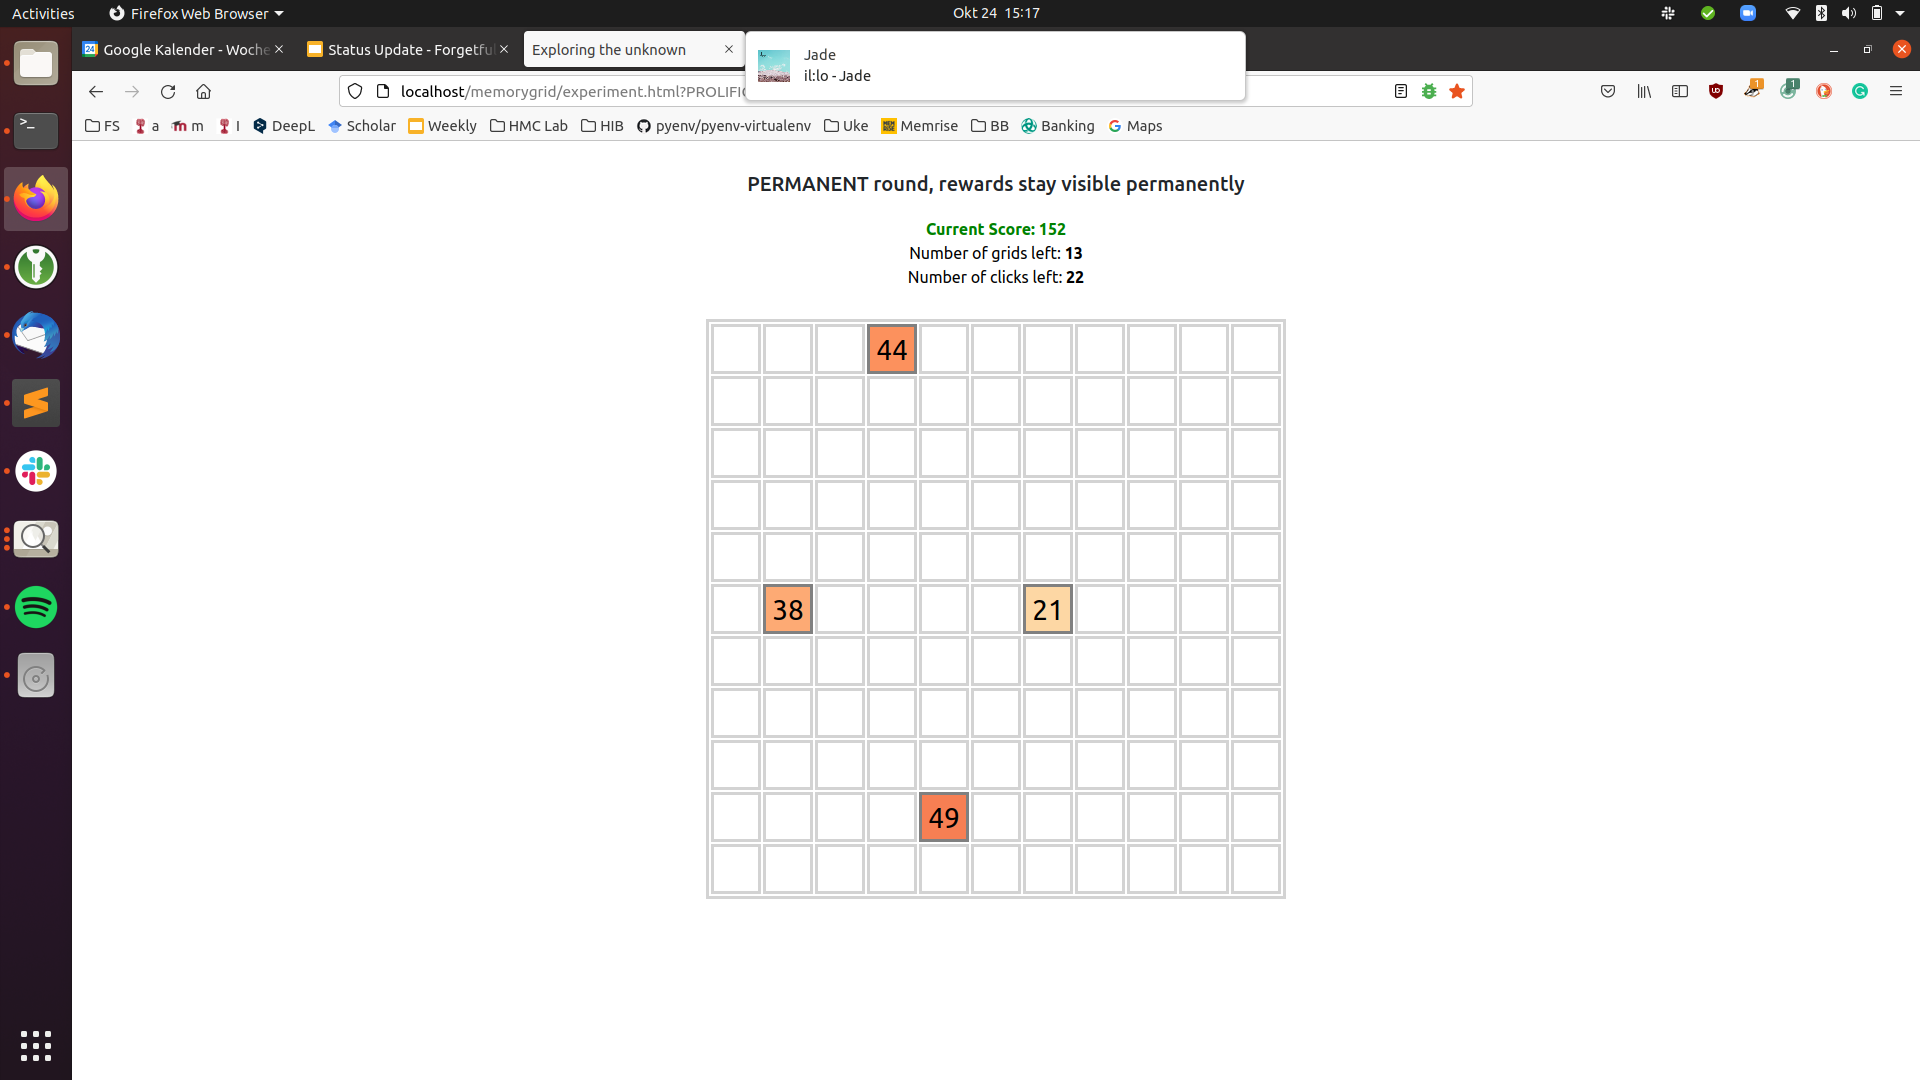 Activities
Firefox Web Browser
Okt 24 15:17
Google Kalender - Woche
Status Update - Forgetful
Exploring the unknown
Jade
il:lo - Jade
localhost/memorygrid/experiment.html?PROLIFIC
FS
a
m
I
DeepL
Scholar
Weekly
HMC Lab
HIB
pyenv/pyenv-virtualenv
Uke
Memrise
BB
Banking
Maps
PERMANENT round, rewards stay visible permanently
Current Score: 152
Number of grids left: 13
Number of clicks left: 22
44
38 21
49